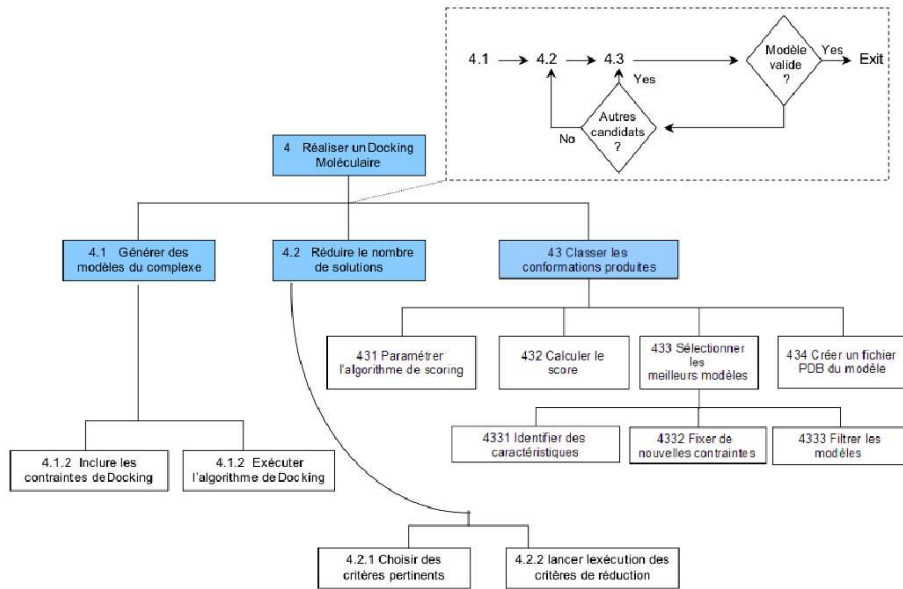 4.1
4.2
4.3
Modèle
valide
?
Yes
Exit
Yes
Autres
candidats
?
No
4 Réaliser un Docking
Moléculaire
4.1 Générer des
modèles du complexe
4.2 Réduire le nombre
de solutions
43 Classer les
conformations produites
431 Paramétrer
l'algorithme de scoring
432 Calculer le
score
433 Sélectionner
les
meilleurs modèles
434 Créer un fichier
PDB du modèle
4331 Identifier des
caractéristiques
4332 Fixer de
nouvelles contraintes
4333 Filtrer les
modèles
4.1.2 Inclure les
contraintes de Docking
4.1.2 Exécuter
l'algorithme de Docking
4.2.1 Choisir des
critères pertinents
4.2.2 lancer lexécution des
critères de réduction